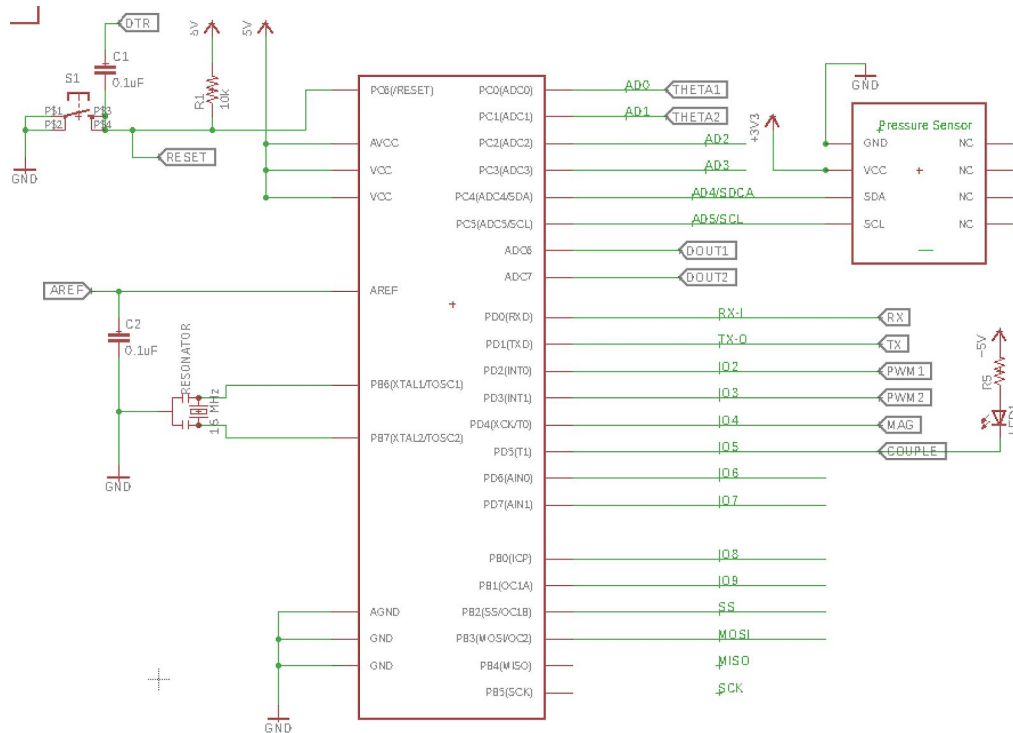 DTR
5V
5V
C1
0.1uF
S1
P$1
P$3
P$2
P$4
R1
10k
RESET
GND
PC6(/RESET)
AVCC
VCC
VCC
AREF
AREF
C2
0.1uF
RESONATOR
16 MHz
GND
PB6(XTAL1/TOSC1)
PB7(XTAL2/TOSC2)
AGND
GND
GND
GND
PC0(ADC0)
AD0
THETA1
PC1(ADC1)
AD1
THETA2
PC2(ADC2)
AD2
PC3(ADC3)
AD3
PC4(ADC4/SDA)
AD4/SDCA
PC5(ADC5/SCL)
AD5/SCL
ADC6
DOUT1
ADC7
DOUT2
PD0(RXD)
RX-I
RX
PD1(TXD)
TX-O
TX
PD2(INT0)
IO2
PWM1
PD3(INT1)
IO3
PWM2
PD4(XCK/T0)
IO4
MAG
PD5(T1)
IO5
COUPLE
PD6(AIN0)
IO6
PD7(AIN1)
IO7
PB0(ICP)
IO8
PB1(OC1A)
IO9
PB2(SS/OC1B)
SS
PB3(MOSI/OC2)
MOSI
PB4(MISO)
MISO
PB5(SCK)
SCK
GND
+3V3
Pressure Sensor
GND
NC
VCC
NC
SDA
NC
SCL
NC
5V
R5